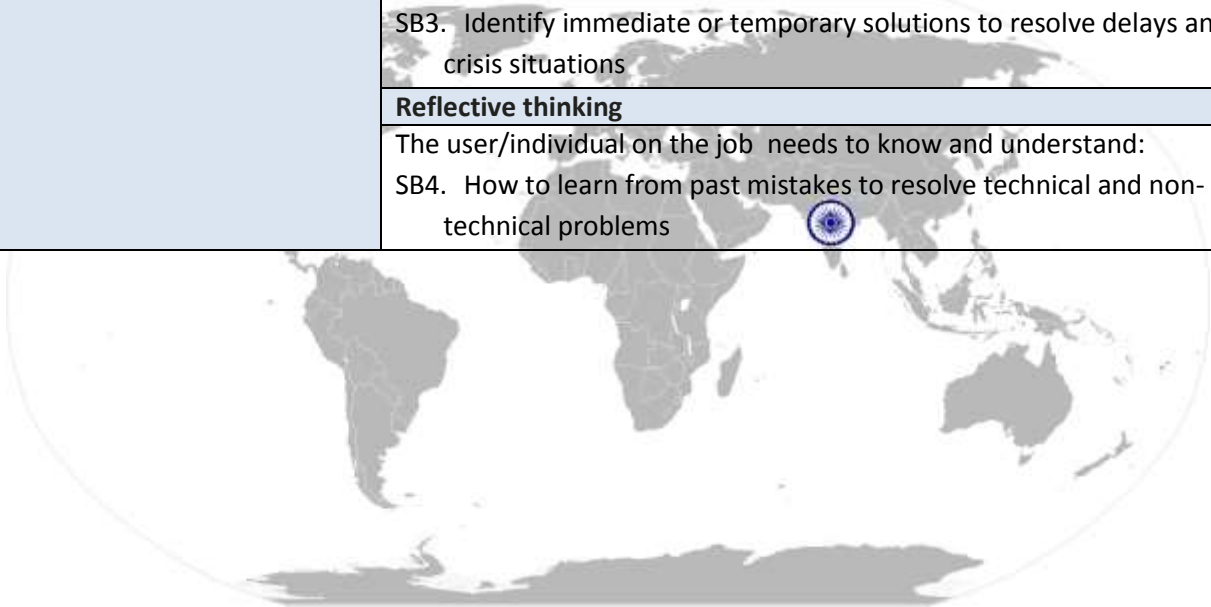 SB3. Identify immediate or temporary solutions to resolve delays an
crisis situations
Reflective thinking
The user/individual on the job needs to know and understand:
SB4. How to learn from past mistakes to resolve technical and non-
technical problems